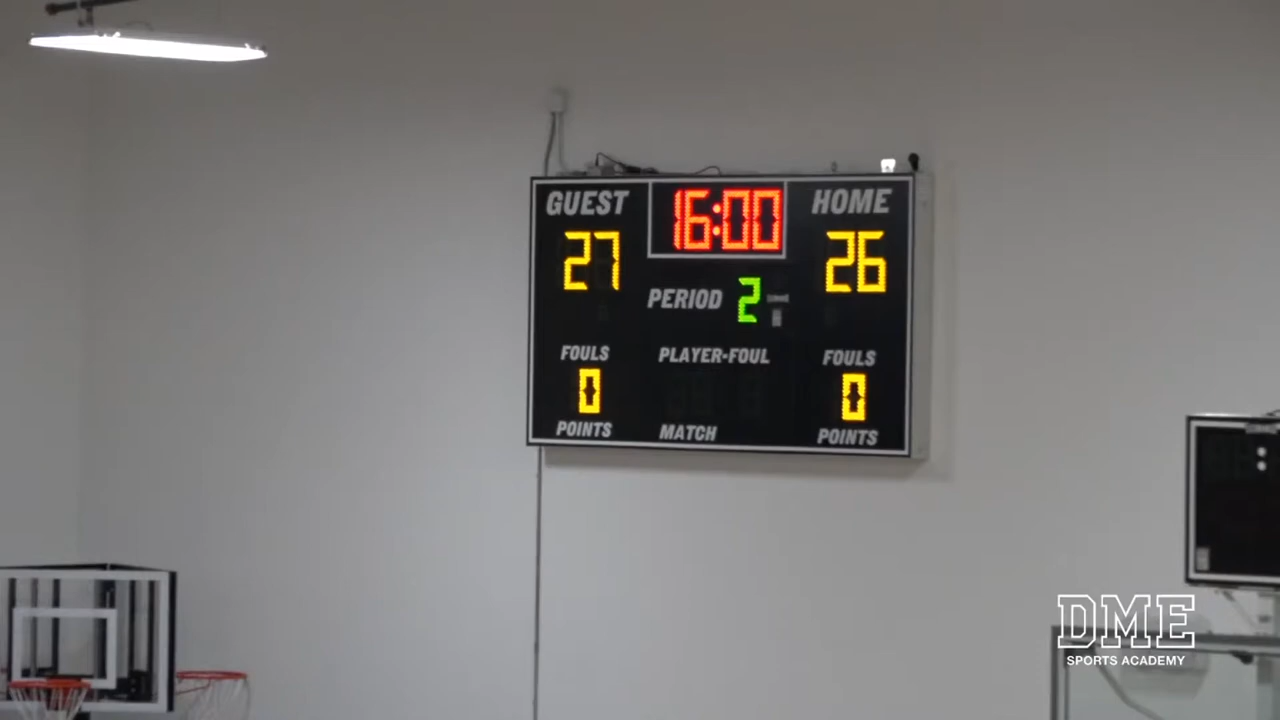 GUEST 16:00 HOME
27 26
PERIOD 2
FOULS PLAYER•FOUL FOULS
0 0
POINTS MATCH POINTS
DME
SPORTS ACADEMY